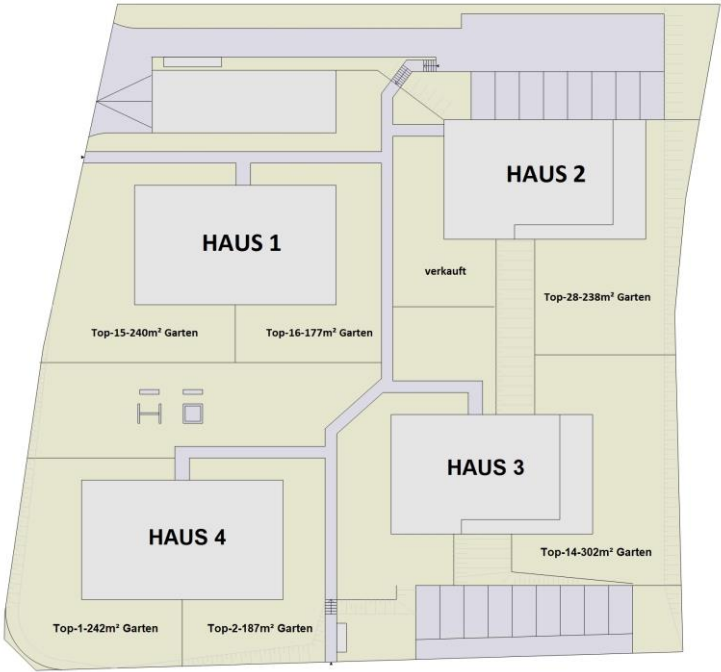 HAUS 2
HAUS 1
verkauft
Top-28-238m² Garten
Top-15-240m² Garten
Top-16-177m² Garten
HAUS 3
HAUS 4
Top-14-302m² Garten
Top-1-242m² Garten
Top-2-187m² Garten